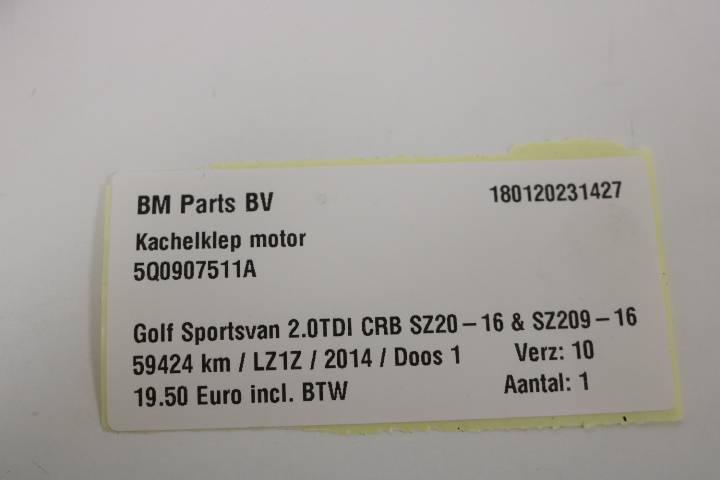 BM Parts BV 180120231427
Kachelklep motor
5Q0907511A
Golf Sportsvan 2.0TDI CRB SZ20-16 & SZ209-16
59424 km / LZ1Z / 2014 / Doos 1 Verz: 10
19.50 Euro incl. BTW Aantal: 1